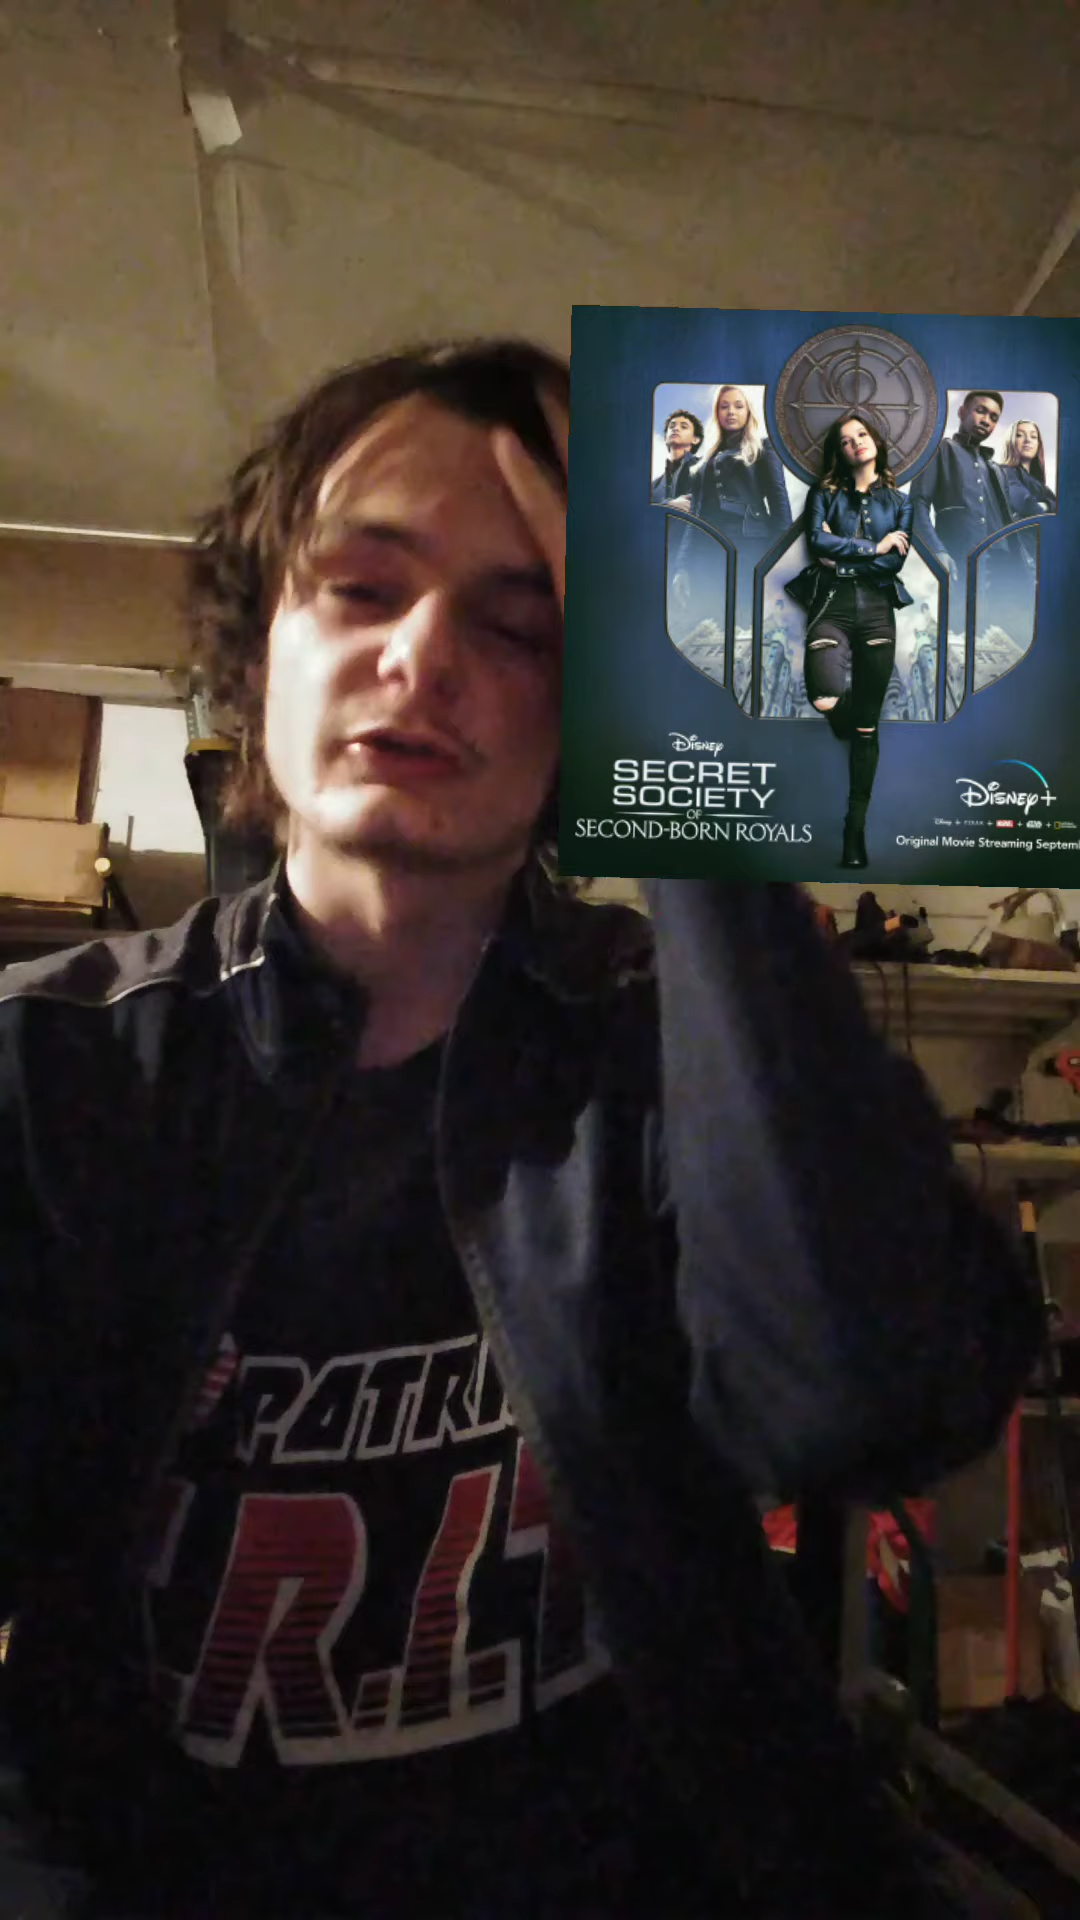 Disney
SECRET
SOCIETY
OF
SECOND-BORN ROYALS
Disney+
Original Movie Streaming Septem
PATRI
R.I.